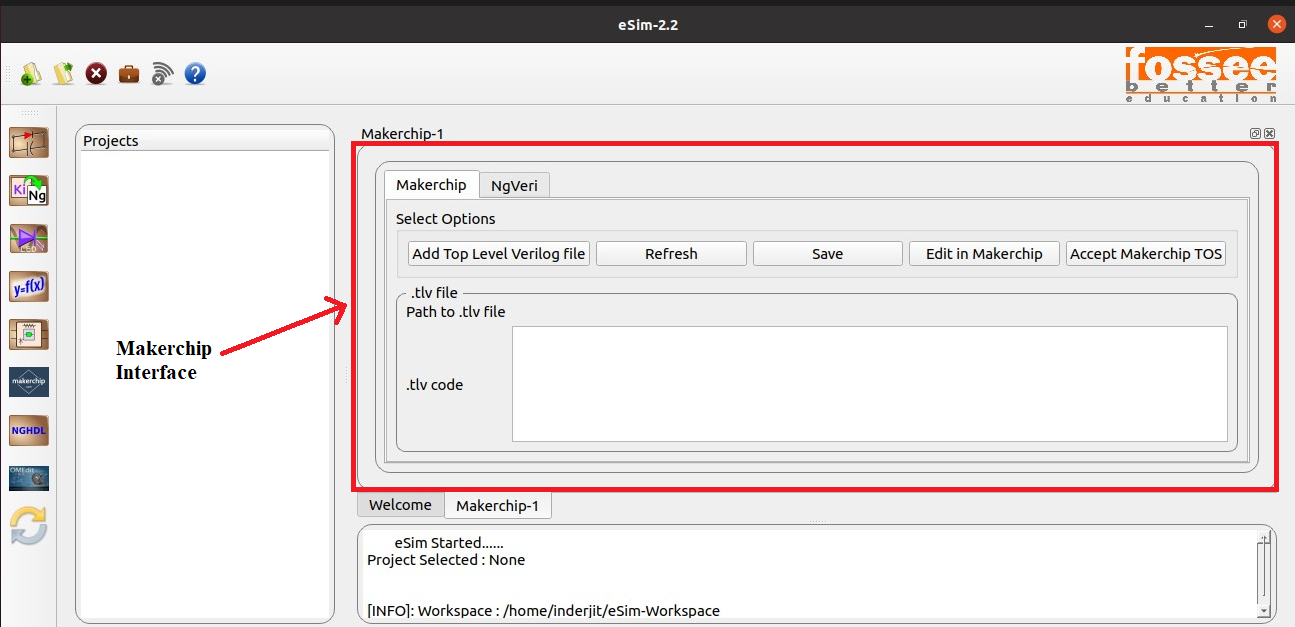 eSim-2.2
fossee
better
education
Projects
Makerchip-1
Makerchip NgVeri
Select Options
Add Top Level Verilog file Refresh Save Edit in Makerchip Accept Makerchip TOS
.tlv file
Path to .tlv file
.tlv code
Ki Ng
y=f(x)
makerchip
NGHDL
OMEdit
Makerchip
Interface
Welcome Makerchip-1
eSim Started......
Project Selected : None
[INFO]: Workspace : /home/inderjit/eSim-Workspace